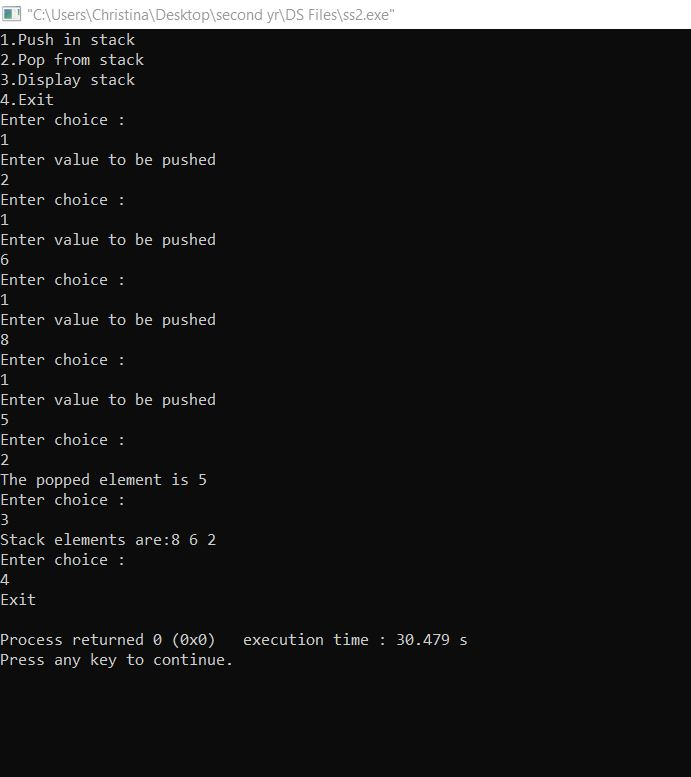 "C:\Users\Christina\Desktop\second yr\DS Files\ss2.exe"
1.Push in stack
2.Pop from stack
3.Display stack
4.Exit
Enter choice :
1
Enter value to be pushed
2
Enter choice :
1
Enter value to be pushed
6
Enter choice :
1
Enter value to be pushed
8
Enter choice :
1
Enter value to be pushed
5
Enter choice :
2
The popped element is 5
Enter choice :
3
Stack elements are:8 6 2
Enter choice :
4
Exit
Process returned 0 (0x0)   execution time : 30.479 s
Press any key to continue.